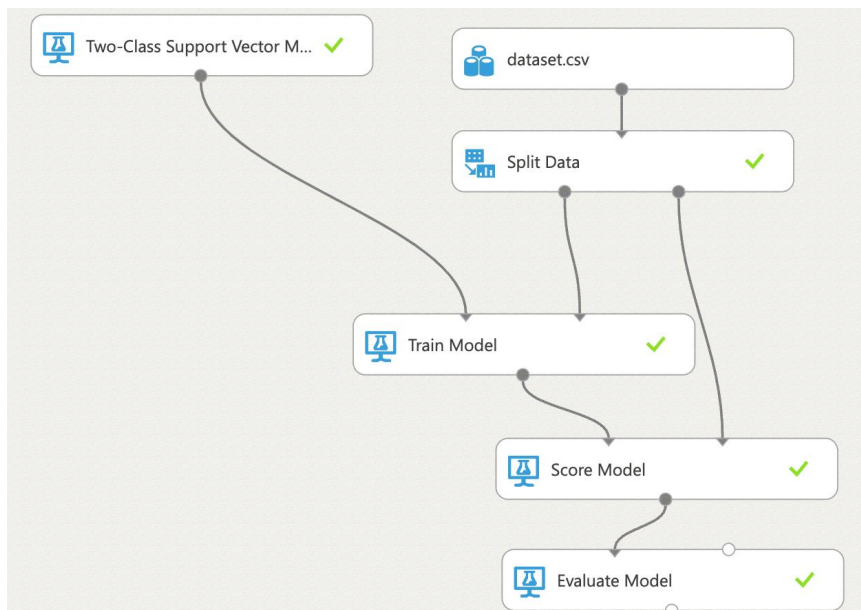 Two-Class Support Vector M...
dataset.csv
Split Data
Train Model
Score Model
Evaluate Model